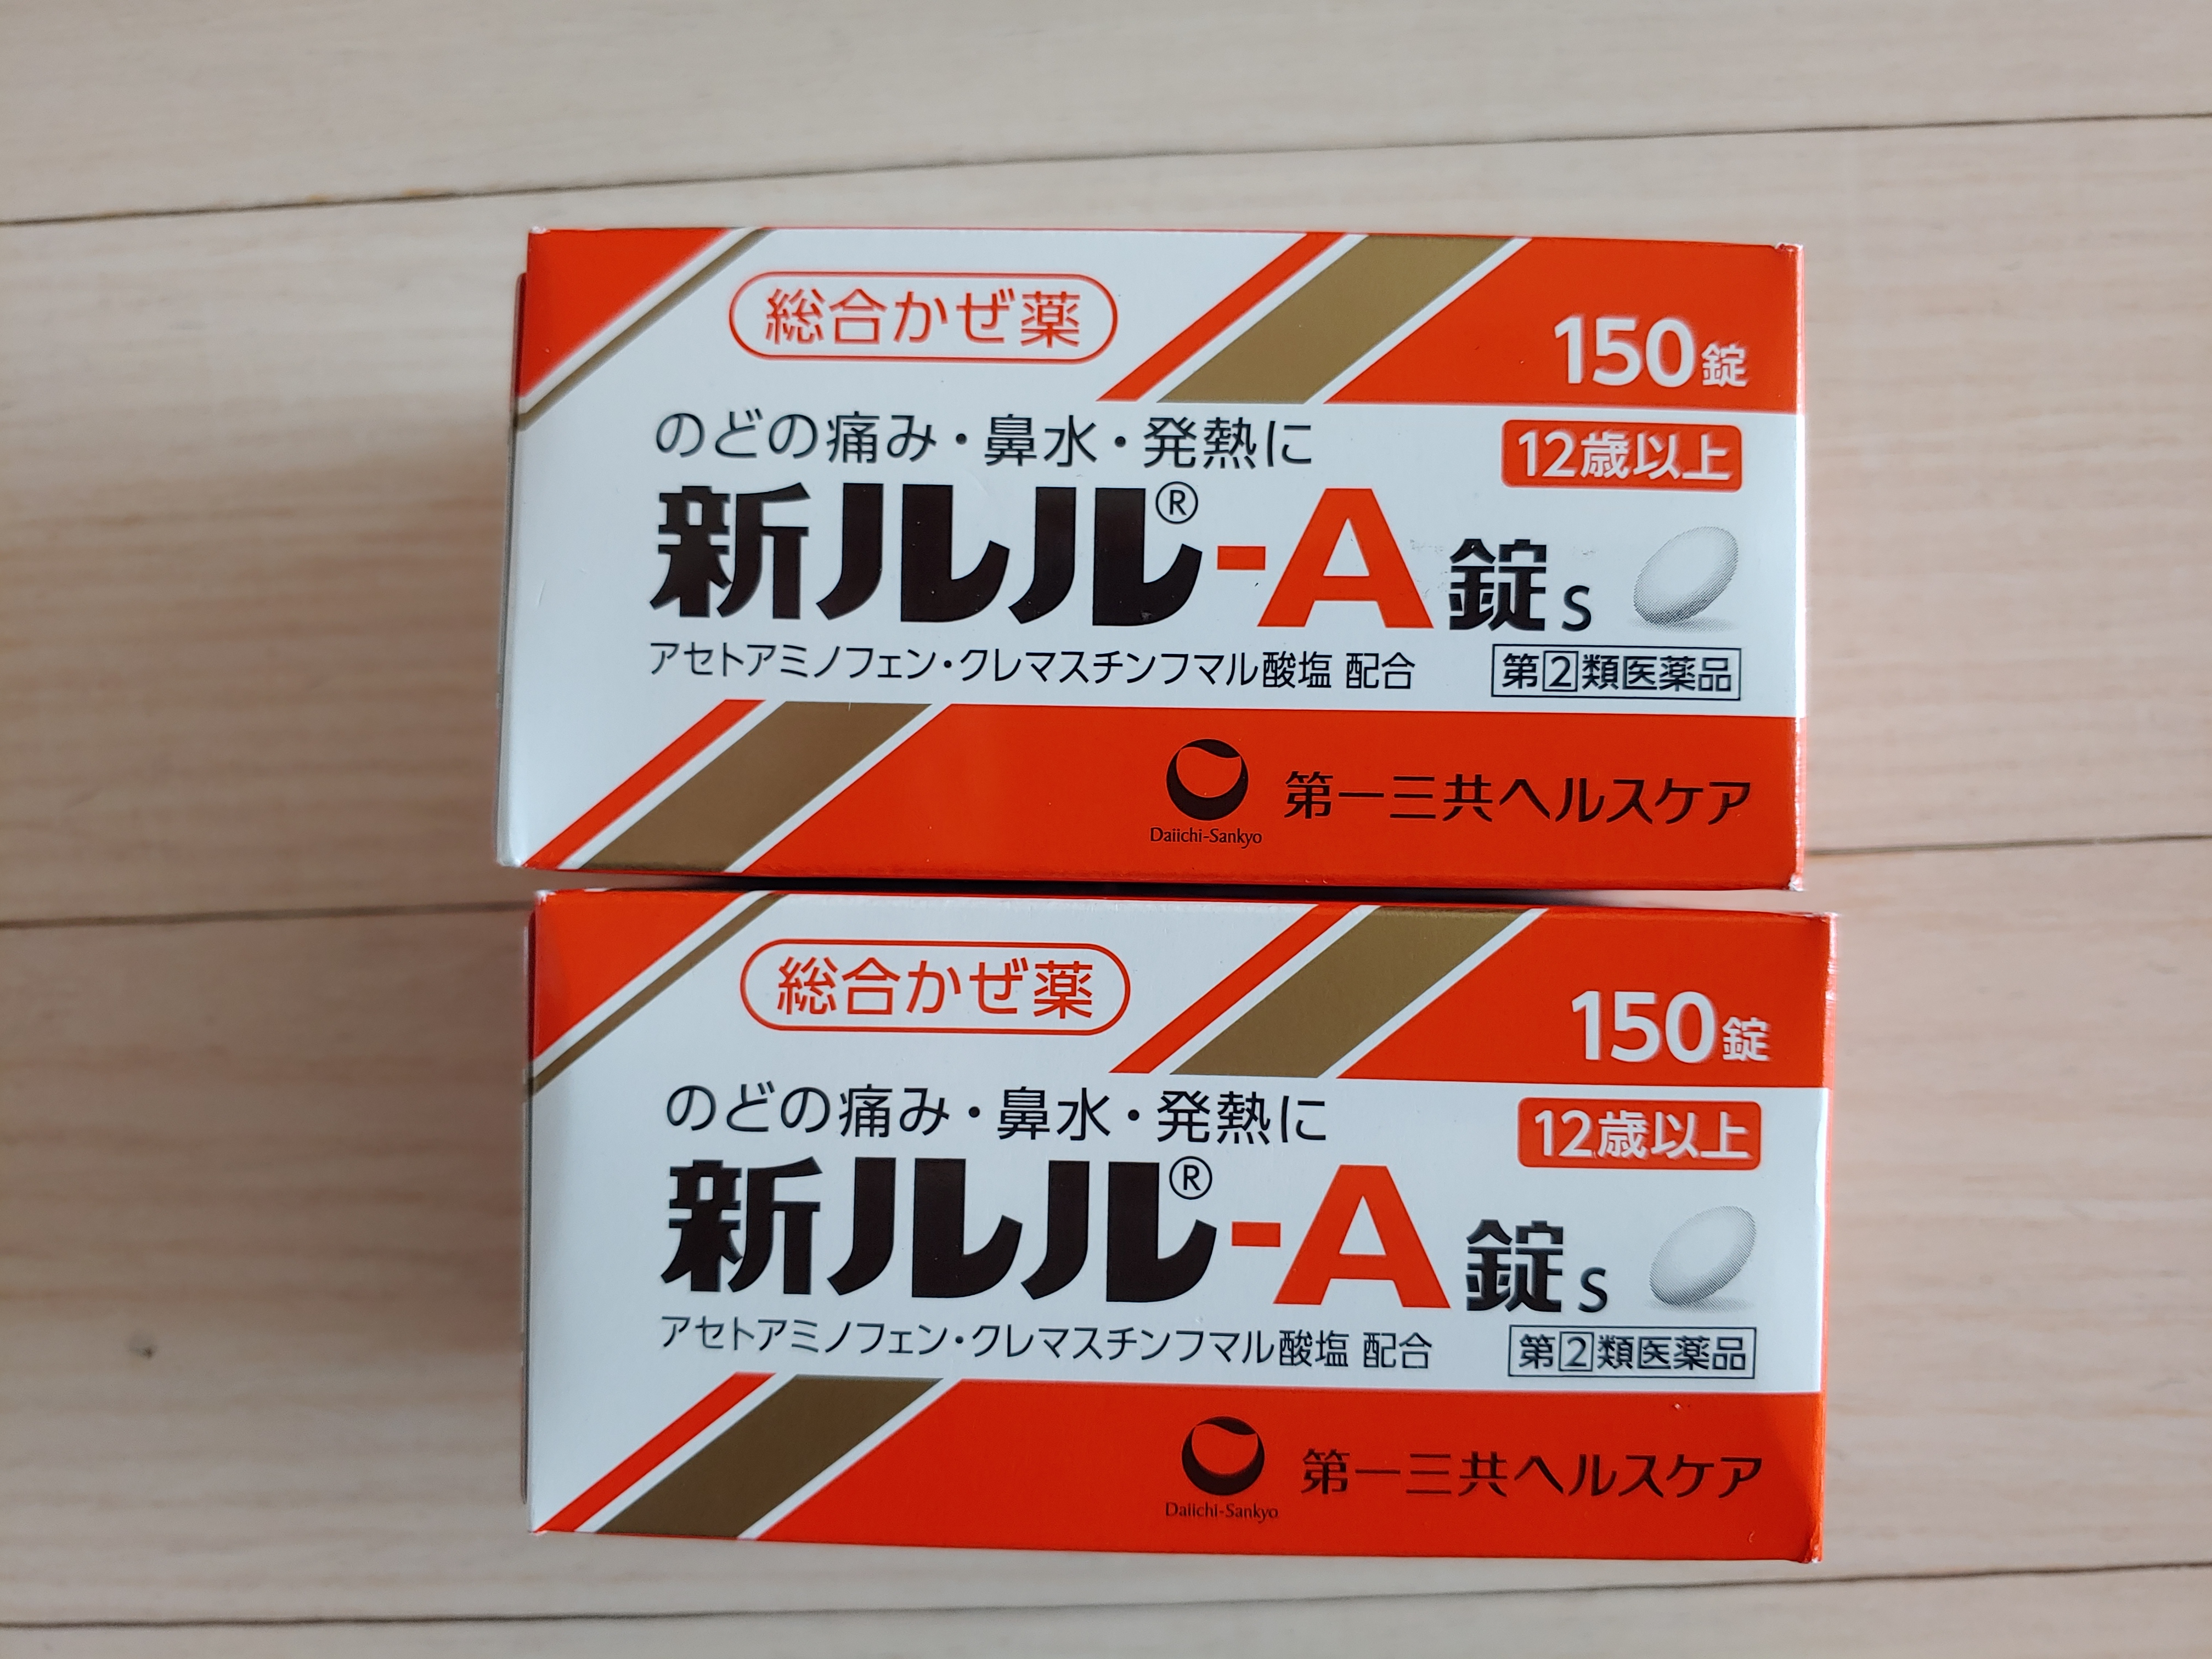 総合かぜ薬
150錠
のどの痛み・鼻水・発熱に
12歳以上
新ルル®-A錠s
アセトアミノフェン・クレマスチンフマル酸塩 配合
第②類医薬品
Daiichi-Sankyo
第一三共ヘルスケア
総合かぜ薬
150錠
のどの痛み・鼻水・発熱に
12歳以上
新ルル®-A錠s
アセトアミノフェン・クレマスチンフマル酸塩 配合
第②類医薬品
Daiichi-Sankyo
第一三共ヘルスケア